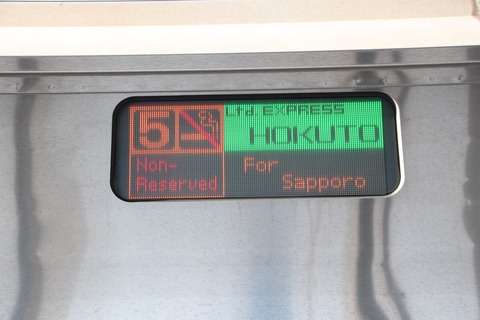 5
Ltd. EXPRESS
HOKUTO
Non-
Reserved
For
Sapporo